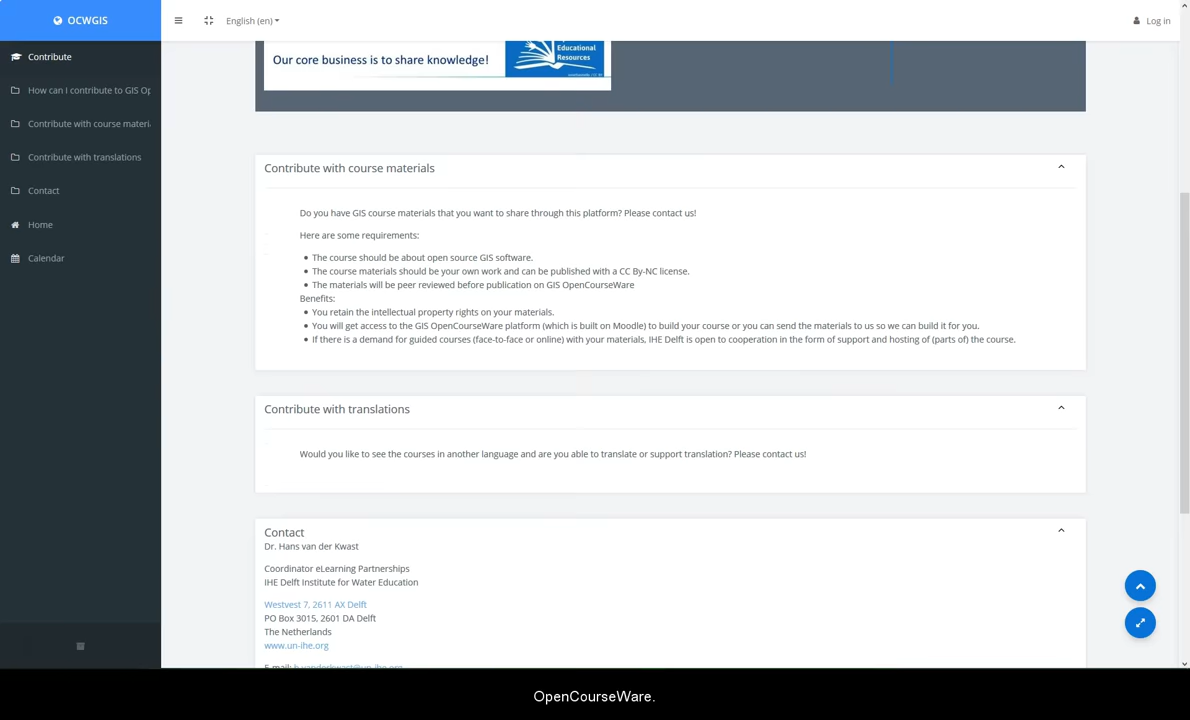 OCWGIS
English (en)
Log in
Contribute
How can I contribute to GIS Op
Contribute with course materi
Contribute with translations
Contact
Home
Calendar
Our core business is to share knowledge!
Educational
Resources
Contribute with course materials
Do you have GIS course materials that you want to share through this platform? Please contact us!
Here are some requirements:
The course should be about open source GIS software.
The course materials should be your own work and can be published with a CC By-NC license.
The materials will be peer reviewed before publication on GIS OpenCourseWare
Benefits:
You retain the intellectual property rights on your materials.
You will get access to the GIS OpenCourseWare platform (which is built on Moodle) to build your course or you can send the materials to us so we can build it for you.
If there is a demand for guided courses (face-to-face or online) with your materials, IHE Delft is open to cooperation in the form of support and hosting of (parts of) the course.
Contribute with translations
Would you like to see the courses in another language and are you able to translate or support translation? Please contact us!
Contact
Dr. Hans van der Kwast
Coordinator eLearning Partnerships
IHE Delft Institute for Water Education
Westvest 7, 2611 AX Delft
PO Box 3015, 2601 DA Delft
The Netherlands
www.un-ihe.org
E-mail: h.vanderkwast@un-ihe.org
OpenCourseWare.